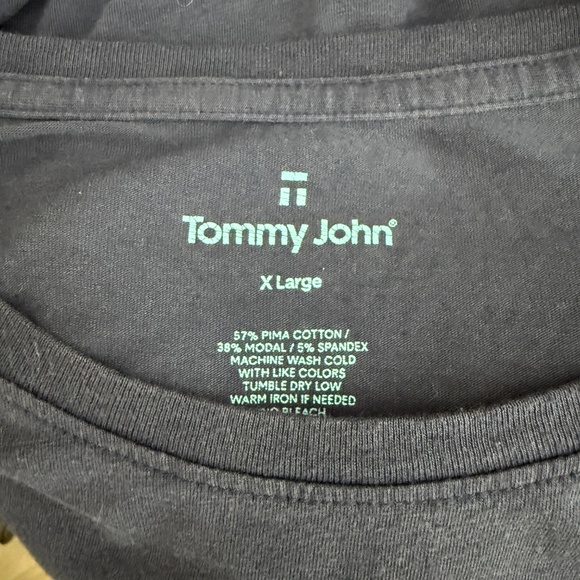 Tommy John®
X Large
57% PIMA COTTON /
38% MODAL / 5% SPANDEX
MACHINE WASH COLD
WITH LIKE COLORS
TUMBLE DRY LOW
WARM IRON IF NEEDED
NO BLEACH